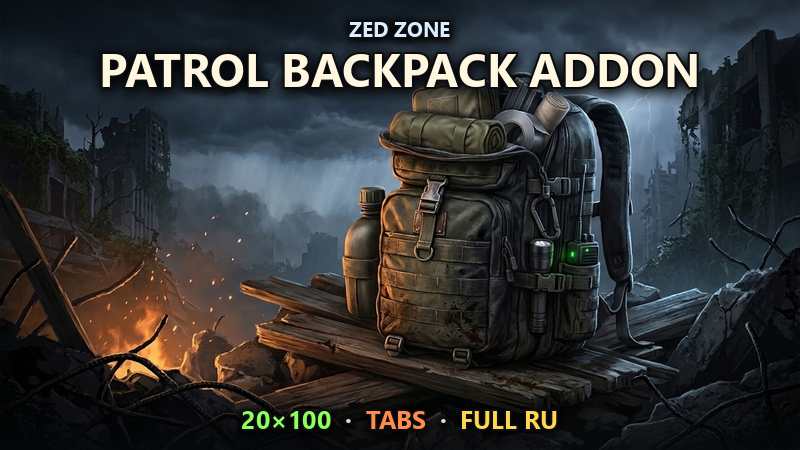 ZED ZONE
PATROL BACKPACK ADDON
20×100 · TABS · FULL RU